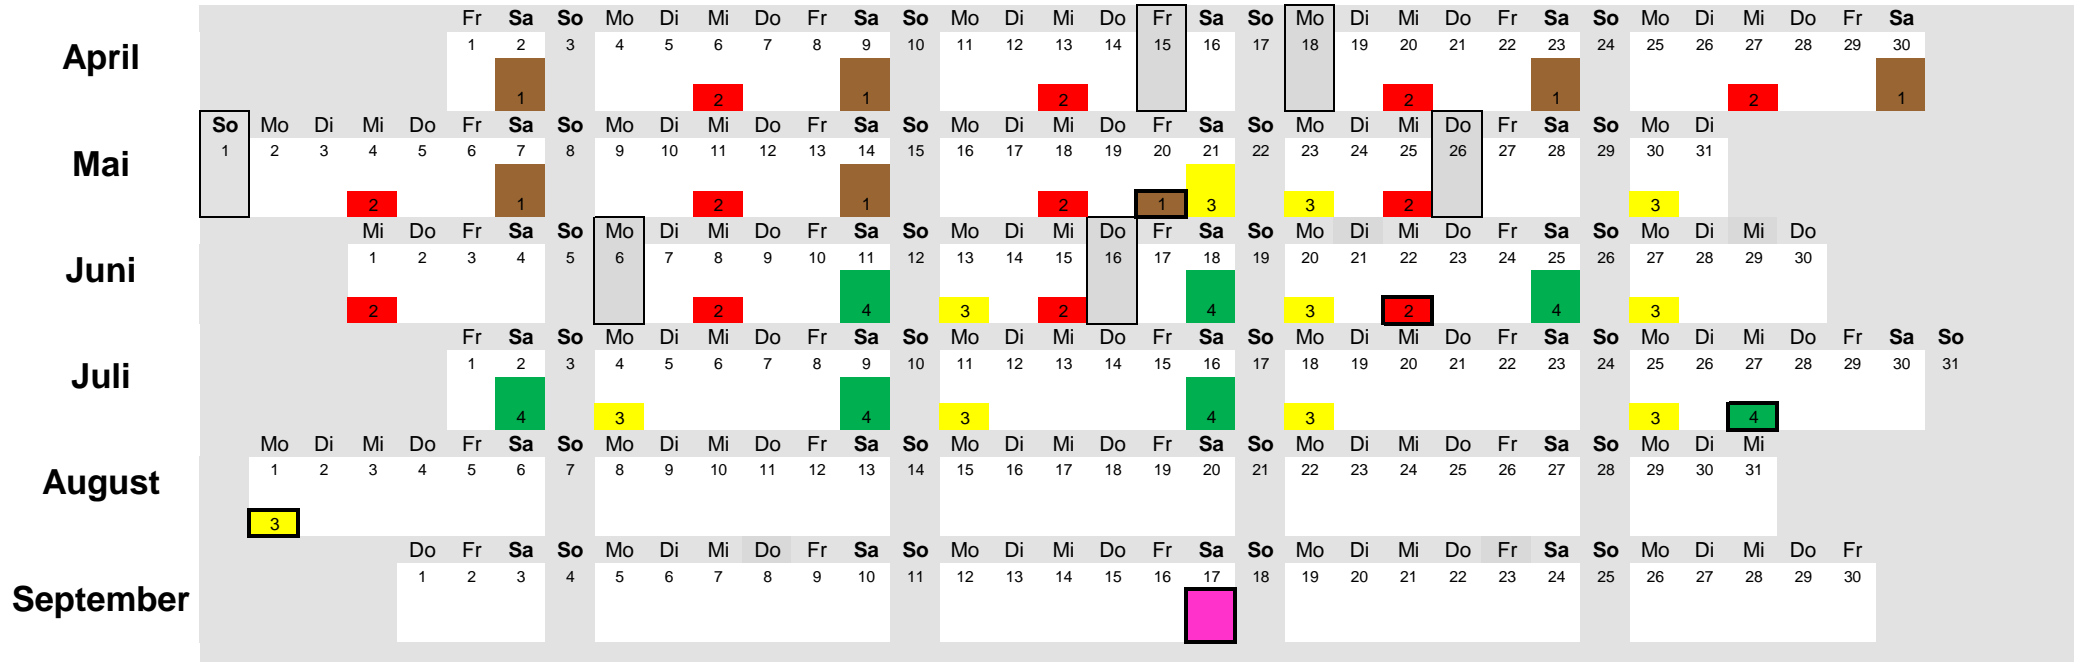 Fr Sa So Mo Di Mi Do Fr Sa So Mo Di Mi Do Fr Sa So Mo Di Mi Do Fr Sa So Mo Di Mi Do Fr Sa
April
1 2 3 4 5 6 7 8 9 10 11 12 13 14 15 16 17 18 19 20 21 22 23 24 25 26 27 28 29 30
1 2 1 2 2 1 2 1
So Mo Di Mi Do Fr Sa So Mo Di Mi Do Fr Sa So Mo Di Mi Do Fr Sa So Mo Di Mi Do Fr Sa So Mo Di
Mai
1 2 3 4 5 6 7 8 9 10 11 12 13 14 15 16 17 18 19 20 21 22 23 24 25 26 27 28 29 30 31
2 1 2 1 2 1 3 3 2 3
Mi Do Fr Sa So Mo Di Mi Do Fr Sa So Mo Di Mi Do Fr Sa So Mo Di Mi Do Fr Sa So Mo Di Mi Do
Juni
1 2 3 4 5 6 7 8 9 10 11 12 13 14 15 16 17 18 19 20 21 22 23 24 25 26 27 28 29 30
2 2 4 3 2 4 3 2 4 3
Fr Sa So Mo Di Mi Do Fr Sa So Mo Di Mi Do Fr Sa So Mo Di Mi Do Fr Sa So Mo Di Mi Do Fr Sa So
Juli
1 2 3 4 5 6 7 8 9 10 11 12 13 14 15 16 17 18 19 20 21 22 23 24 25 26 27 28 29 30 31
4 3 4 3 4 3 3 4
Mo Di Mi Do Fr Sa So Mo Di Mi Do Fr Sa So Mo Di Mi Do Fr Sa So Mo Di Mi Do Fr Sa So Mo Di Mi
August
1 2 3 4 5 6 7 8 9 10 11 12 13 14 15 16 17 18 19 20 21 22 23 24 25 26 27 28 29 30 31
3
Do Fr Sa So Mo Di Mi Do Fr Sa So Mo Di Mi Do Fr Sa So Mo Di Mi Do Fr Sa So Mo Di Mi Do Fr
September
1 2 3 4 5 6 7 8 9 10 11 12 13 14 15 16 17 18 19 20 21 22 23 24 25 26 27 28 29 30